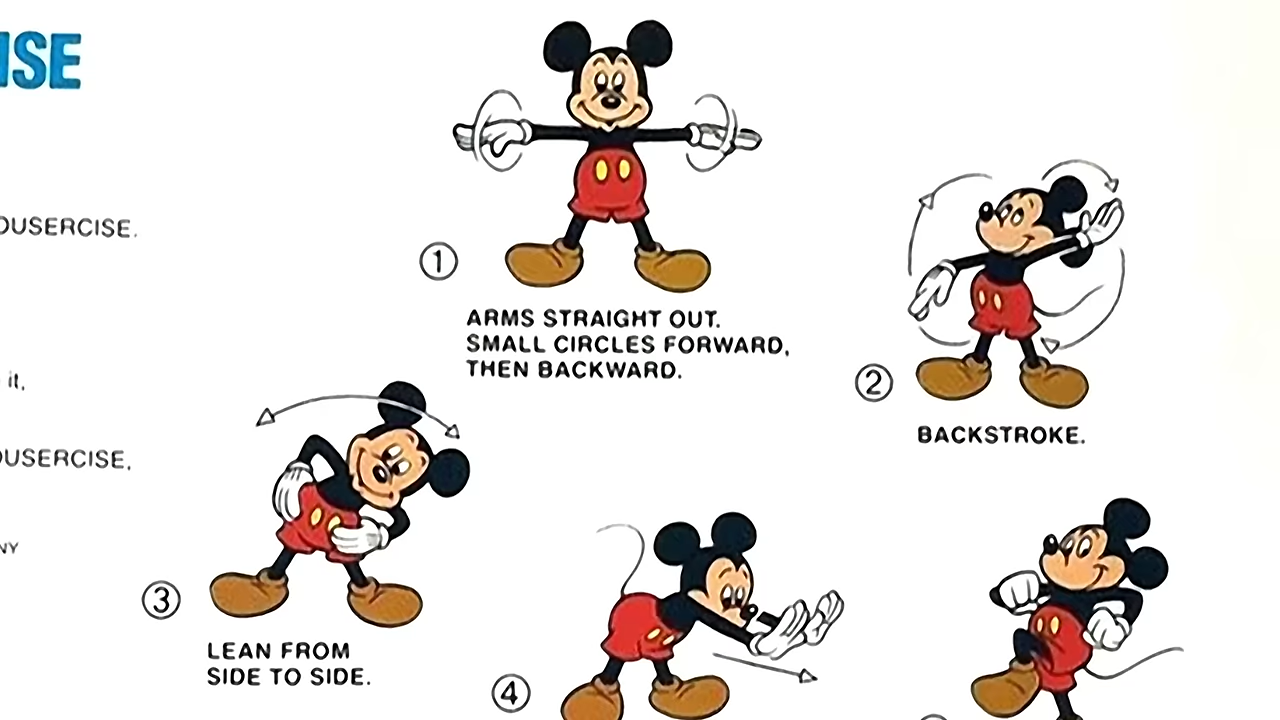 ISE
OUSERCISE.
it,
OUSERCISE,
NY
1
ARMS STRAIGHT OUT.
SMALL CIRCLES FORWARD,
THEN BACKWARD.
2
BACKSTROKE.
3
LEAN FROM
SIDE TO SIDE.
4